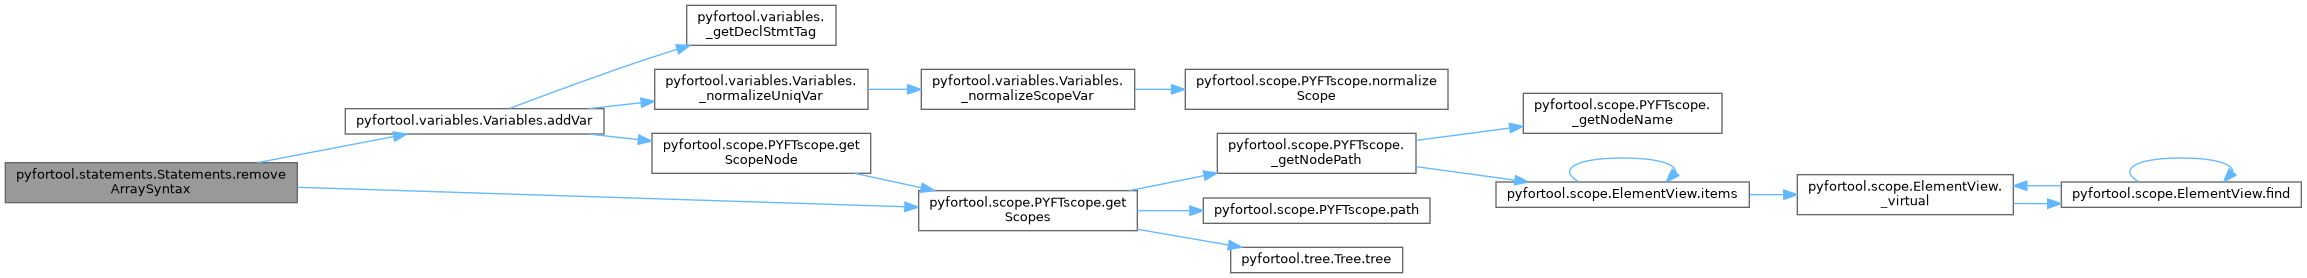 pyfortool.statements.Statements.remove
ArraySyntax
pyfortool.variables.Variables.addVar
pyfortool.variables.
_getDeclStmtTag
pyfortool.variables.Variables.
_normalizeUniqVar
pyfortool.variables.Variables.
_normalizeScopeVar
pyfortool.scope.PYFTscope.normalize
Scope
pyfortool.scope.PYFTscope.get
ScopeNode
pyfortool.scope.PYFTscope.get
Scopes
pyfortool.scope.PYFTscope.
_getNodePath
pyfortool.scope.PYFTscope.
_getNodeName
pyfortool.scope.ElementView.items
pyfortool.scope.ElementView.
_virtual
pyfortool.scope.ElementView.find
pyfortool.scope.PYFTscope.path
pyfortool.tree.Tree.tree